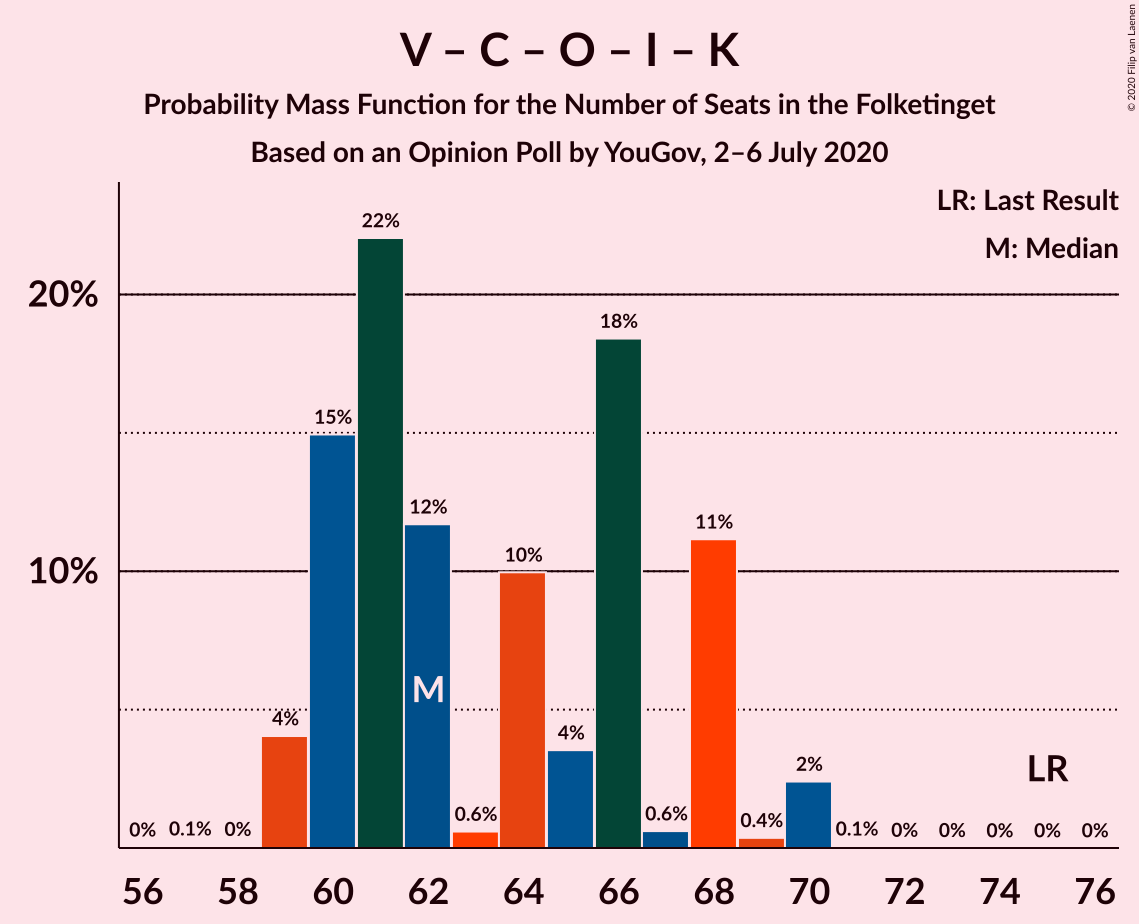 V – C – O – I – K
Probability Mass Function for the Number of Seats in the Folketinget
Based on an Opinion Poll by YouGov, 2–6 July 2020
© 2020 Filip van Laenen
LR: Last Result
M: Median
20%
10%
0%
0.1%
0%
4%
15%
22%
12%
0.6%
10%
4%
18%
0.6%
11%
0.4%
2%
0.1%
0%
0%
0%
0%
0%
M
LR
56 58 60 62 64 66 68 70 72 74 76